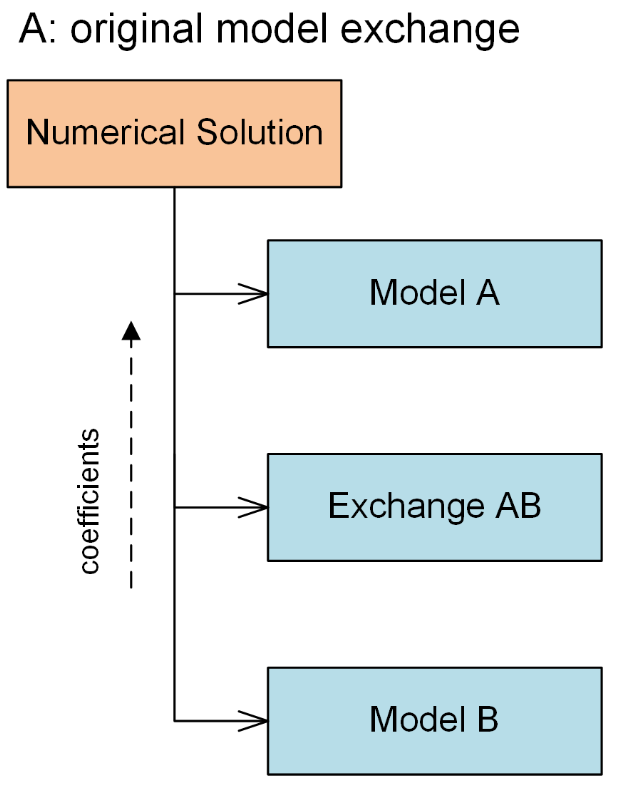 A: original model exchange
Numerical Solution
Model A
coefficients
Exchange AB
Model B